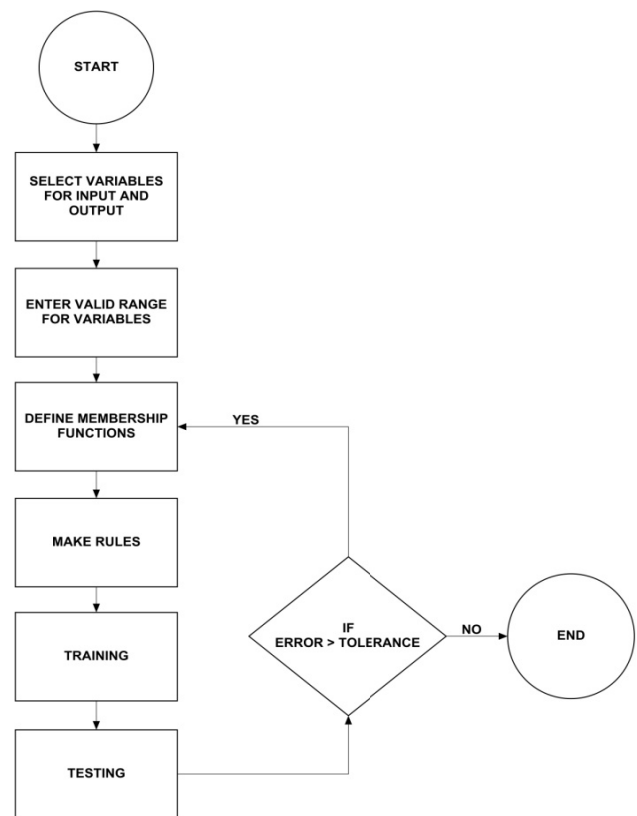 START
SELECT VARIABLES
FOR INPUT AND
OUTPUT
ENTER VALID RANGE
FOR VARIABLES
DEFINE MEMBERSHIP
FUNCTIONS
YES
MAKE RULES
TRAINING
TESTING
IF
ERROR > TOLERANCE
NO
END